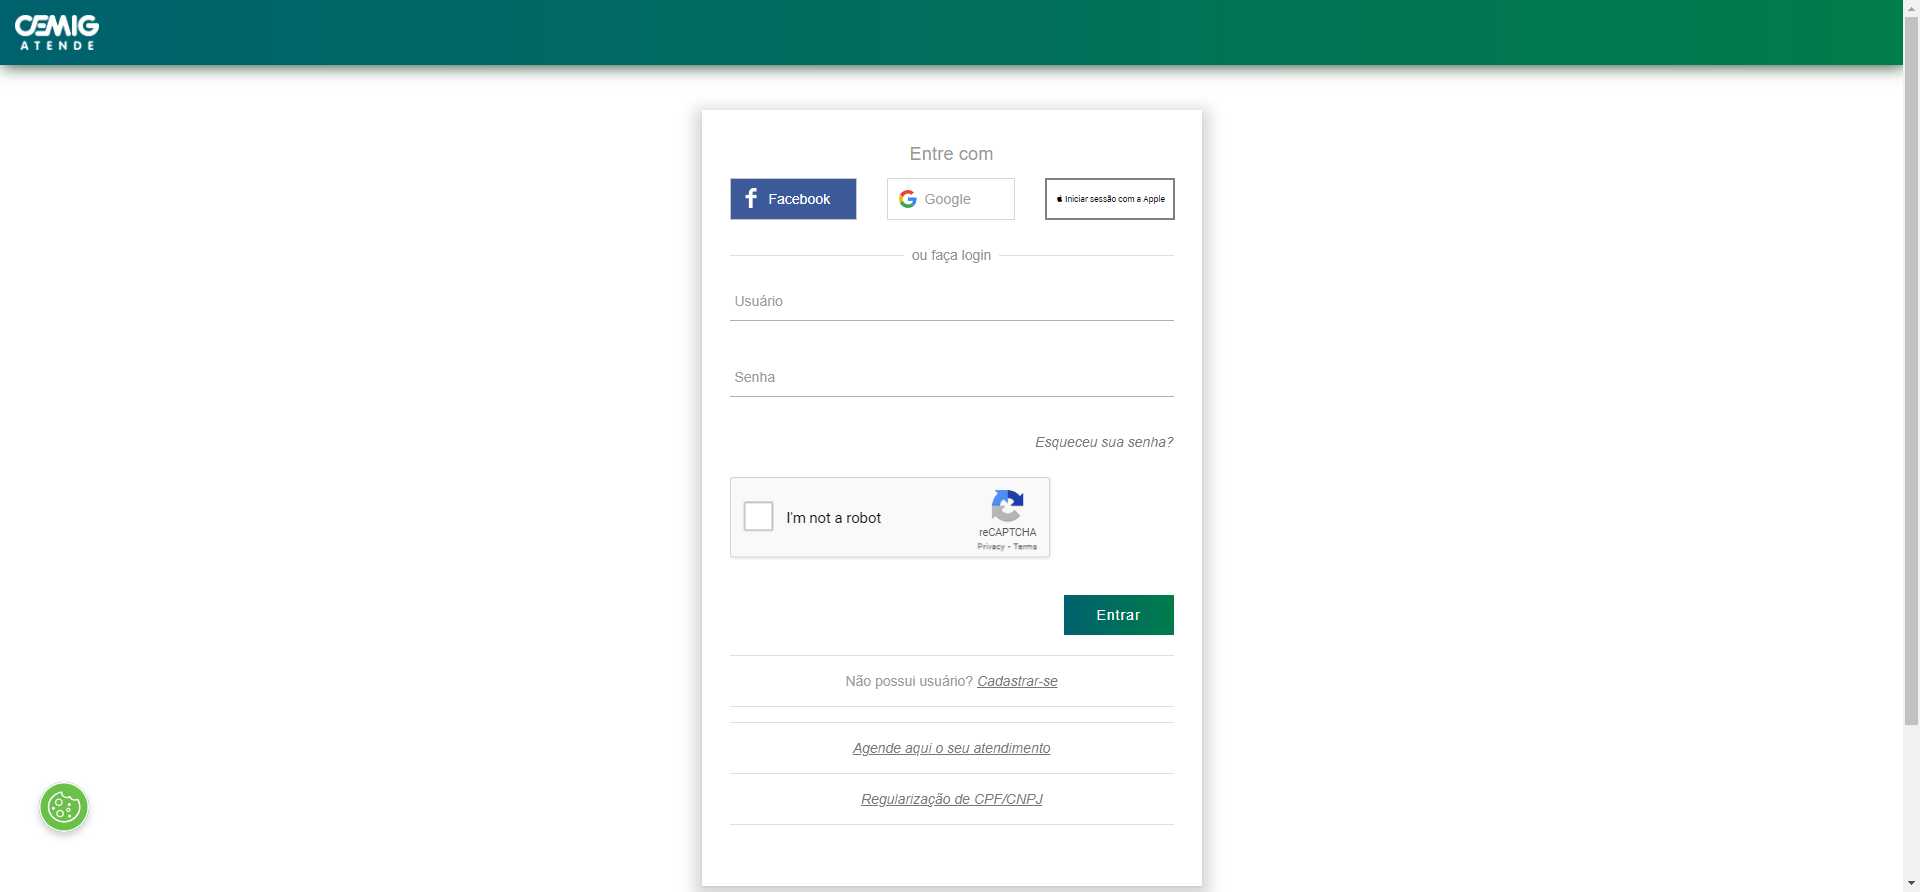 CEMIG
ATENDE
Entre com
Facebook
Google
Iniciar sessão com a Apple
ou faça login
Usuário
Senha
Esqueceu sua senha?
I'm not a robot
reCAPTCHA
Privacy - Terms
Entrar
Não possui usuário? Cadastrar-se
Agende aqui o seu atendimento
Regularização de CPF/CNPJ